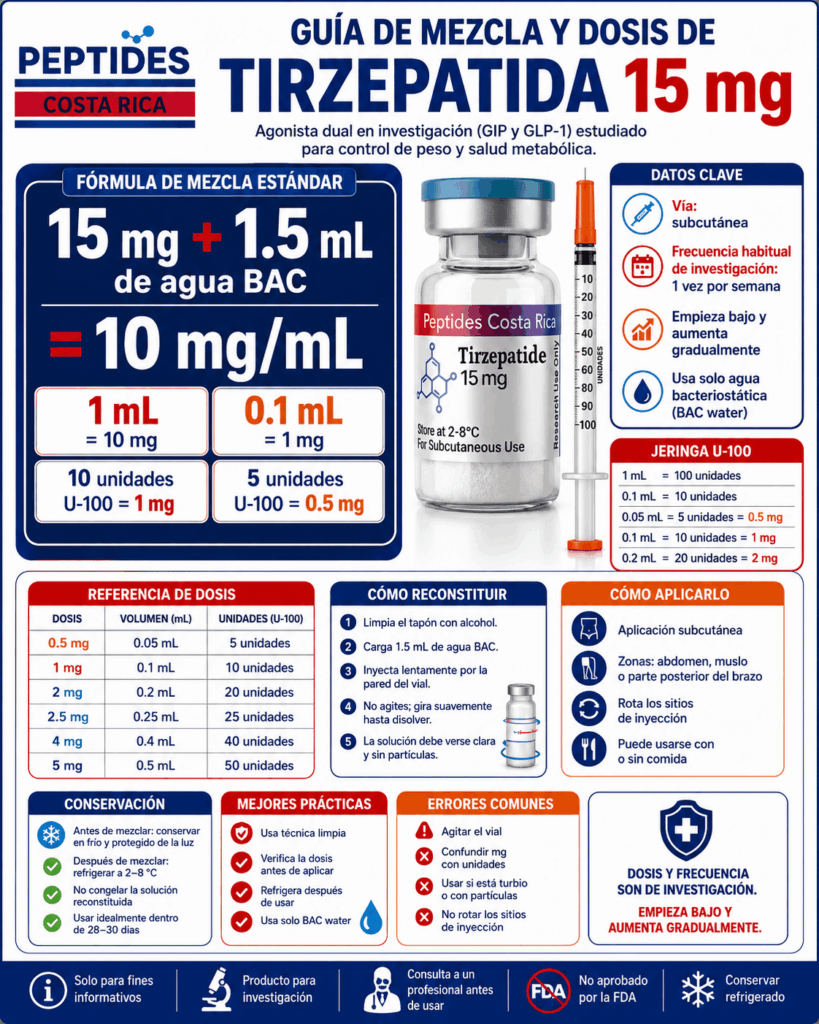 PEPTIDES
COSTA RICA
GUÍA DE MEZCLA Y DOSIS DE
TIRZEPATIDA 15 mg
Agonista dual en investigación (GIP y GLP-1) estudiado
para control de peso y salud metabólica.
FÓRMULA DE MEZCLA ESTÁNDAR
15 mg + 1.5 mL
de agua BAC
= 10 mg/mL
1 mL
= 10 mg
0.1 mL
= 1 mg
10 unidades
U-100 = 1 mg
5 unidades
U-100 = 0.5 mg
Peptides Costa Rica
Tirzepatide
15 mg
Research Use Only
Store at 2-8°C
For Subcutaneous Use
10
20
30
40
50
60
70
80
90
100
UNIDADES
DATOS CLAVE
Vía:
subcutánea
Frecuencia habitual
de investigación:
1 vez por semana
Empieza bajo y
aumenta
gradualmente
Usa solo agua
bacteriostática
(BAC water)
JERINGA U-100
1 mL = 100 unidades
0.1 mL = 10 unidades
0.05 mL = 5 unidades = 0.5 mg
0.1 mL = 10 unidades = 1 mg
0.2 mL = 20 unidades = 2 mg
REFERENCIA DE DOSIS
DOSIS VOLUMEN (mL) UNIDADES (U-100)
0.5 mg 0.05 mL 5 unidades
1 mg 0.1 mL 10 unidades
2 mg 0.2 mL 20 unidades
2.5 mg 0.25 mL 25 unidades
4 mg 0.4 mL 40 unidades
5 mg 0.5 mL 50 unidades
CÓMO RECONSTITUIR
1 Limpia el tapón con alcohol.
2 Carga 1.5 mL de agua BAC.
3 Inyecta lentamente por la
pared del vial.
4 No agites; gira suavemente
hasta disolver.
5 La solución debe verse clara
y sin partículas.
CÓMO APLICARLO
Aplicación subcutánea
Zonas: abdomen, muslo
o parte posterior del brazo
Rota los sitios
de inyección
Puede usarse con
o sin comida
CONSERVACIÓN
Antes de mezclar: conservar
en frío y protegido de la luz
Después de mezclar:
refrigerar a 2–8 °C
No congelar la solución
reconstituida
Usar idealmente dentro
de 28–30 días
MEJORES PRÁCTICAS
Usa técnica limpia
Verifica la dosis
antes de aplicar
Refrigera después
de usar
Usa solo BAC water
ERRORES COMUNES
Agitar el vial
Confundir mg
con unidades
Usar si está turbio
o con partículas
No rotar los sitios
de inyección
DOSIS Y FRECUENCIA
SON DE INVESTIGACIÓN.
EMPIEZA BAJO Y
AUMENTA GRADUALMENTE.
Solo para fines
informativos
Producto para
investigación
Consulta a un
profesional antes
de usar
FDA
No aprobado
por la FDA
Conservar
refrigerado